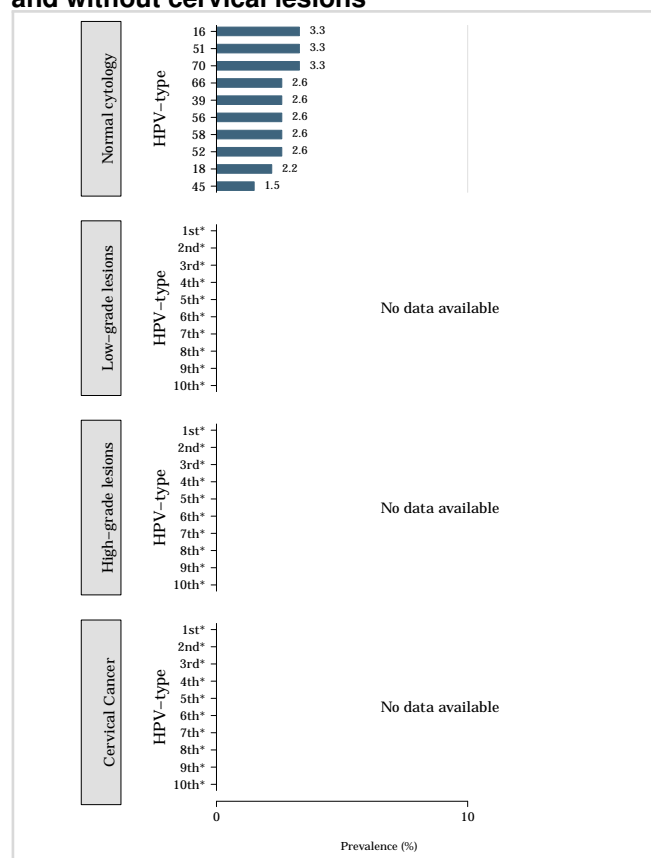 and without cervical lesions
Normal cytology
HPV−type
16
3.3
51
3.3
70
3.3
66
2.6
39
2.6
56
2.6
58
2.6
52
2.6
18
2.2
45
1.5
Low−grade lesions
HPV−type
1st*
2nd*
3rd*
4th*
5th*
6th*
7th*
8th*
9th*
10th*
No data available
High−grade lesions
HPV−type
1st*
2nd*
3rd*
4th*
5th*
6th*
7th*
8th*
9th*
10th*
No data available
Cervical Cancer
HPV−type
1st*
2nd*
3rd*
4th*
5th*
6th*
7th*
8th*
9th*
10th*
No data available
0
10
Prevalence (%)